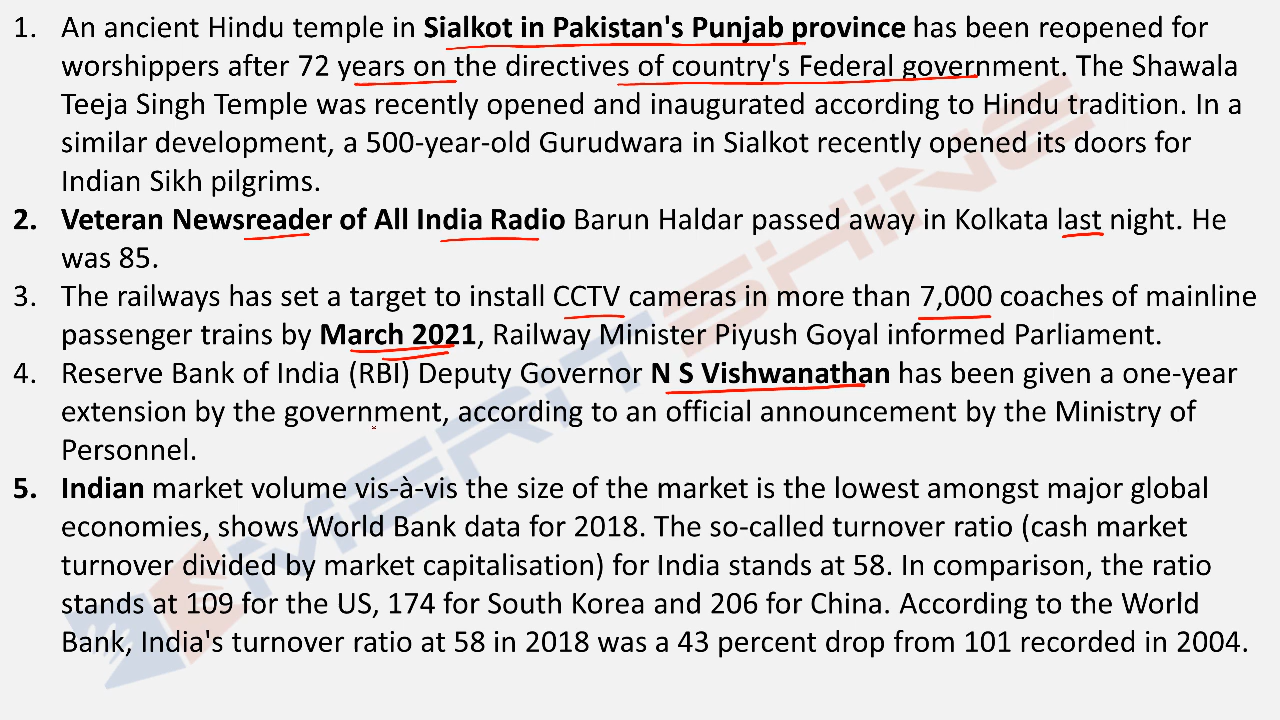 1. An ancient Hindu temple in Sialkot in Pakistan's Punjab province has been reopened for
worshippers after 72 years on the directives of country's Federal government. The Shawala
Teeja Singh Temple was recently opened and inaugurated according to Hindu tradition. In a
similar development, a 500-year-old Gurudwara in Sialkot recently opened its doors for
Indian Sikh pilgrims.
2. Veteran Newsreader of All India Radio Barun Haldar passed away in Kolkata last night. He
was 85.
3. The railways has set a target to install CCTV cameras in more than 7,000 coaches of mainline
passenger trains by March 2021, Railway Minister Piyush Goyal informed Parliament.
4. Reserve Bank of India (RBI) Deputy Governor N S Vishwanathan has been given a one-year
extension by the government, according to an official announcement by the Ministry of
Personnel.
5. Indian market volume vis-à-vis the size of the market is the lowest amongst major global
economies, shows World Bank data for 2018. The so-called turnover ratio (cash market
turnover divided by market capitalisation) for India stands at 58. In comparison, the ratio
stands at 109 for the US, 174 for South Korea and 206 for China. According to the World
Bank, India's turnover ratio at 58 in 2018 was a 43 percent drop from 101 recorded in 2004.
MERIT SHINE